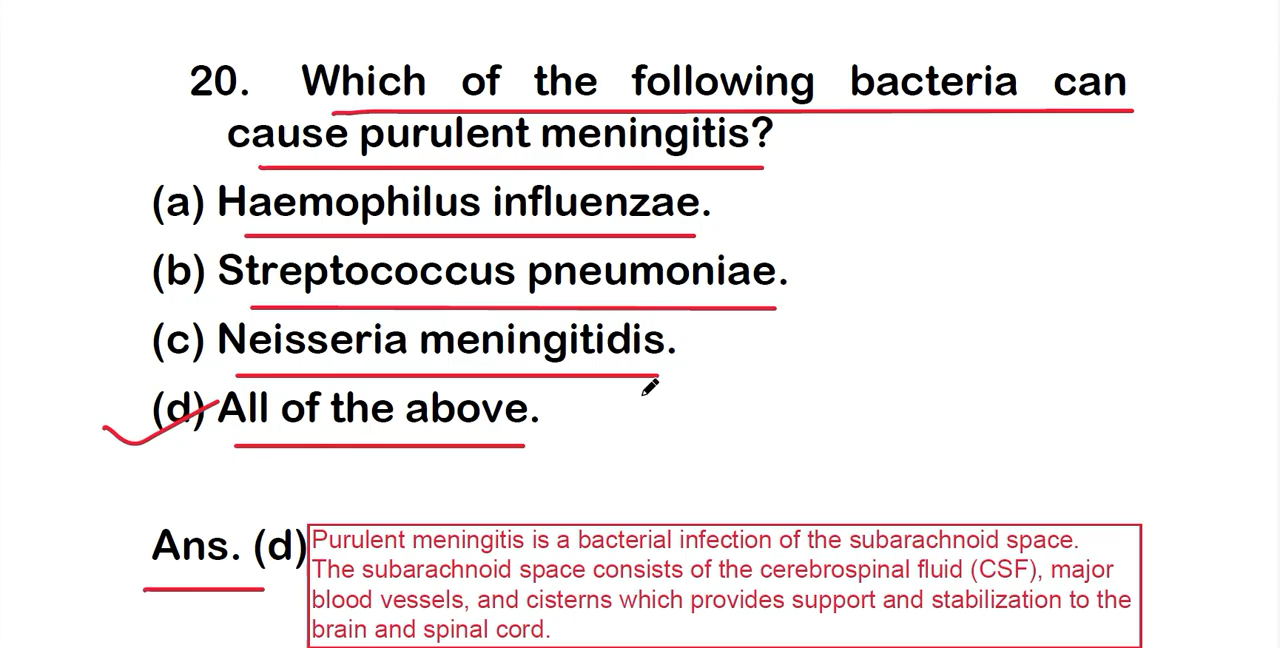 20. Which of the following bacteria can
cause purulent meningitis?
(a) Haemophilus influenzae.
(b) Streptococcus pneumoniae.
(c) Neisseria meningitidis.
(d) All of the above.
Ans. (d)
Purulent meningitis is a bacterial infection of the subarachnoid space.
The subarachnoid space consists of the cerebrospinal fluid (CSF), major
blood vessels, and cisterns which provides support and stabilization to the
brain and spinal cord.